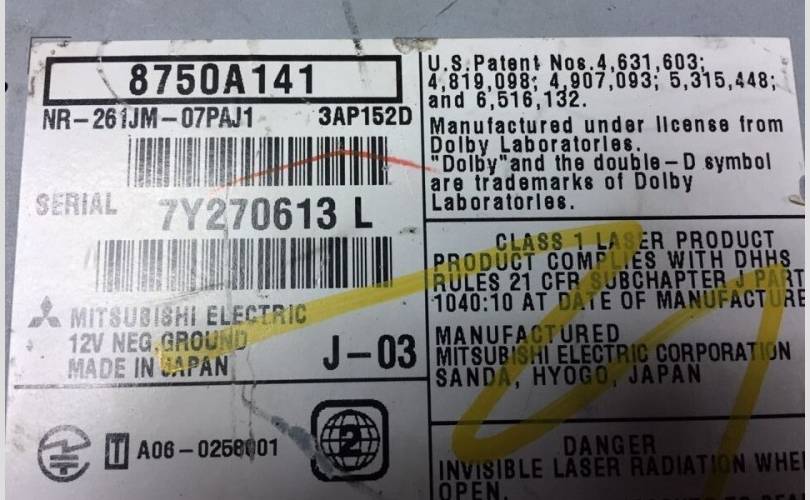 8750A141
NR-261JM-07PAJ1 3AP152D
SERIAL 7Y270613 L
MITSUBISHI ELECTRIC
12V NEG.GROUND
MADE IN JAPAN J-03
T A06-0258001
2
U.S.Patent Nos.4,631,603;
4,819,098; 4,907,093; 5,315,448;
and 6,516,132.
Manufactured under license from
Dolby Laboratories.
"Dolby"and the double-D symbol
are trademarks of Dolby
Laboratories.
CLASS 1 LASER PRODUCT
PRODUCT COMPLIES WITH DHHS
RULES 21 CFR SUBCHAPTER J PART
1040:10 AT DATE OF MANUFACTURE
MANUFACTURED
MITSUBISHI ELECTRIC CORPORATION
SANDA, HYOGO, JAPAN
DANGER
INVISIBLE LASER RADIATION WHE
OPEN.